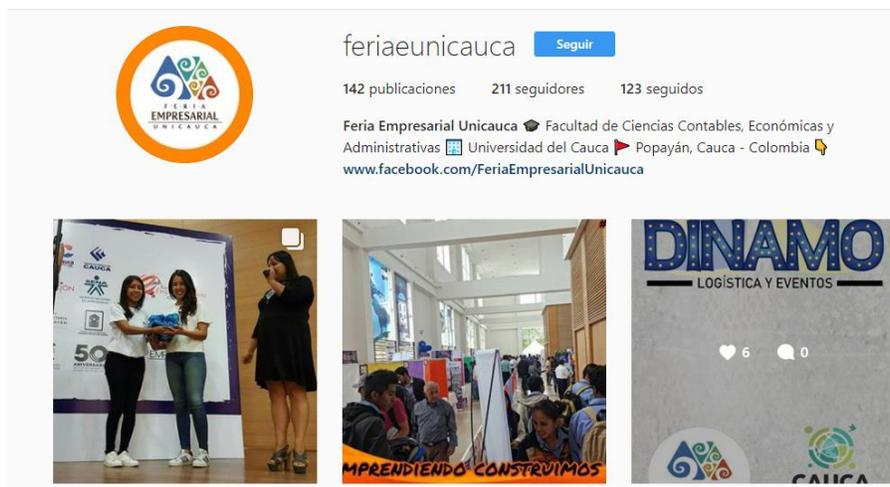 feriaeunicauca Seguir
142 publicaciones 211 seguidores 123 seguidos
Feria Empresarial Unicauca Facultad de Ciencias Contables, Económicas y
Administrativas Universidad del Cauca Popayán, Cauca - Colombia
www.facebook.com/FeriaEmpresarialUnicauca
FERIA
EMPRESARIAL
UNICAUCA
CAUCA
SENA
50
MPRENDIENDO CONSTRUIMOS
DINAMO
LOGÍSTICA Y EVENTOS
6 0
CAUCA